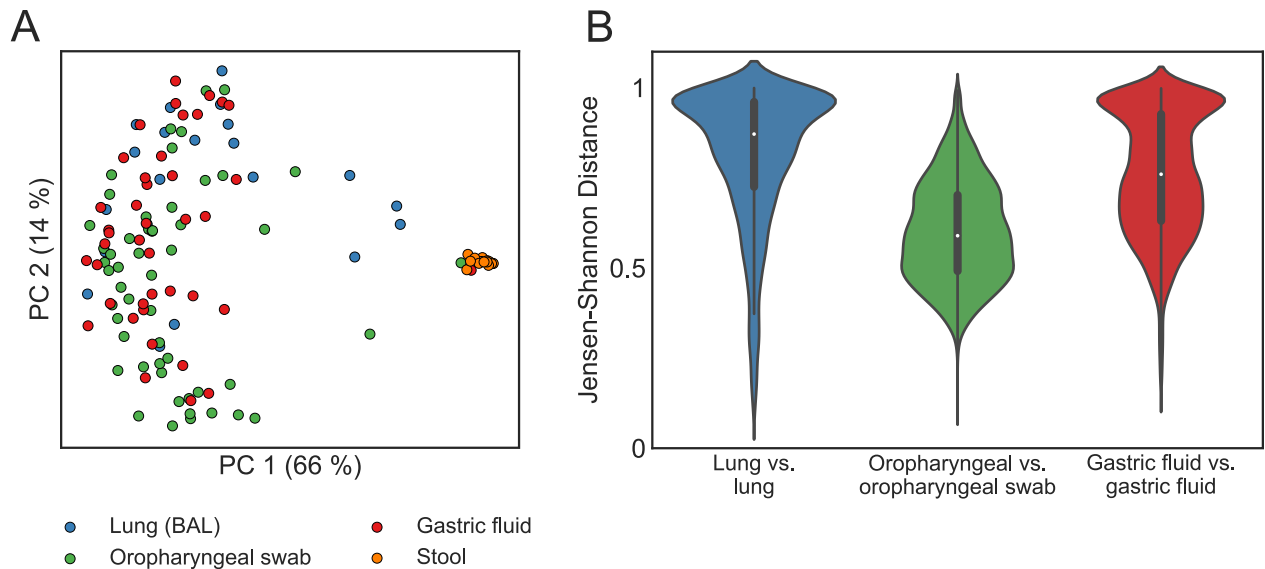 A
B
PC 2 (14 %)
PC 1 (66 %)
Lung (BAL)
Oropharyngeal swab
Gastric fluid
Stool
Jensen-Shannon Distance
1
0.5
0
Lung vs.
lung
Oropharyngeal vs.
oropharyngeal swab
Gastric fluid vs.
gastric fluid